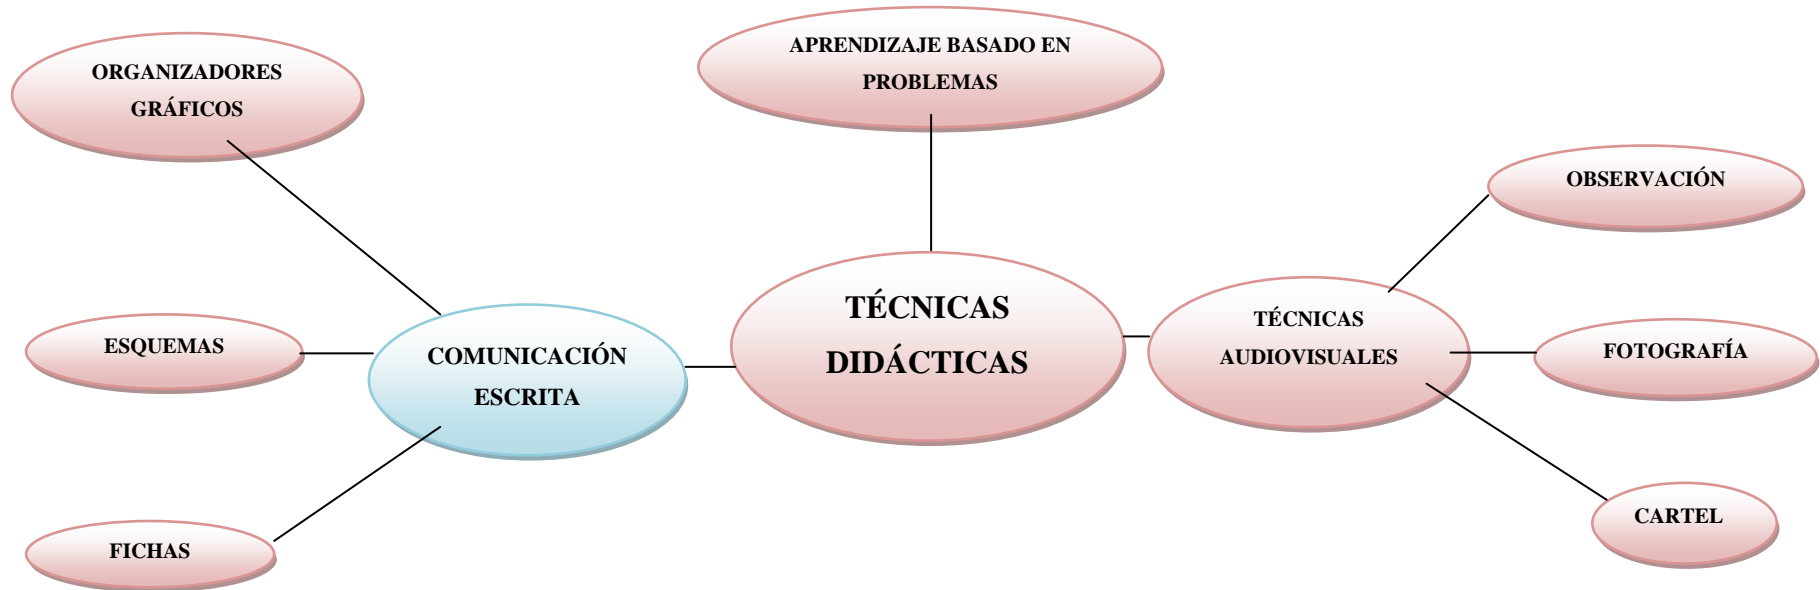 ORGANIZADORES
GRÁFICOS
APRENDIZAJE BASADO EN
PROBLEMAS
OBSERVACIÓN
ESQUEMAS
COMUNICACIÓN
ESCRITA
TÉCNICAS
DIDÁCTICAS
TÉCNICAS
AUDIOVISUALES
FOTOGRAFÍA
FICHAS
CARTEL